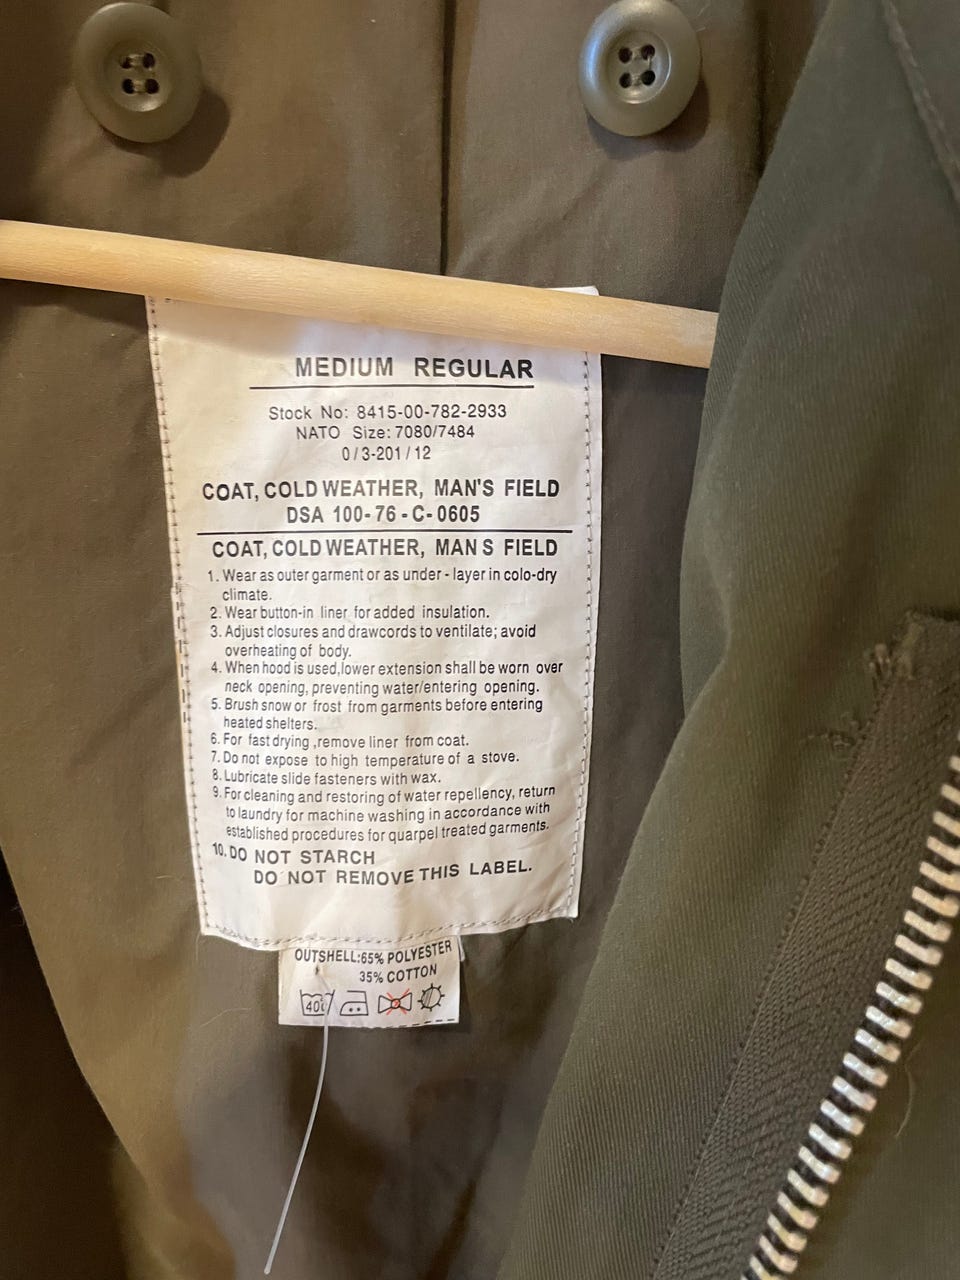 MEDIUM REGULAR
Stock No: 8415-00-782-2933
NATO Size: 7080/7484
0/3-201/12
COAT, COLD WEATHER, MAN'S FIELD
DSA 100-76-C-0605
COAT, COLD WEATHER, MAN S FIELD
1. Wear as outer garment or as under - layer in colo-dry
climate.
2. Wear button-in liner for added insulation.
3. Adjust closures and drawcords to ventilate; avoid
overheating of body.
4. When hood is used, lower extension shall be worn over
neck opening, preventing water/entering opening.
5. Brush snow or frost from garments before entering
heated shelters.
6. For fast drying ,remove liner from coat.
7. Do not expose to high temperature of a stove.
8. Lubricate slide fasteners with wax.
9. For cleaning and restoring of water repellency, return
to laundry for machine washing in accordance with
established procedures for quarpel treated garments.
10. DO NOT STARCH
DO NOT REMOVE THIS LABEL.
OUTSHELL:65% POLYESTER
35% COTTON
40